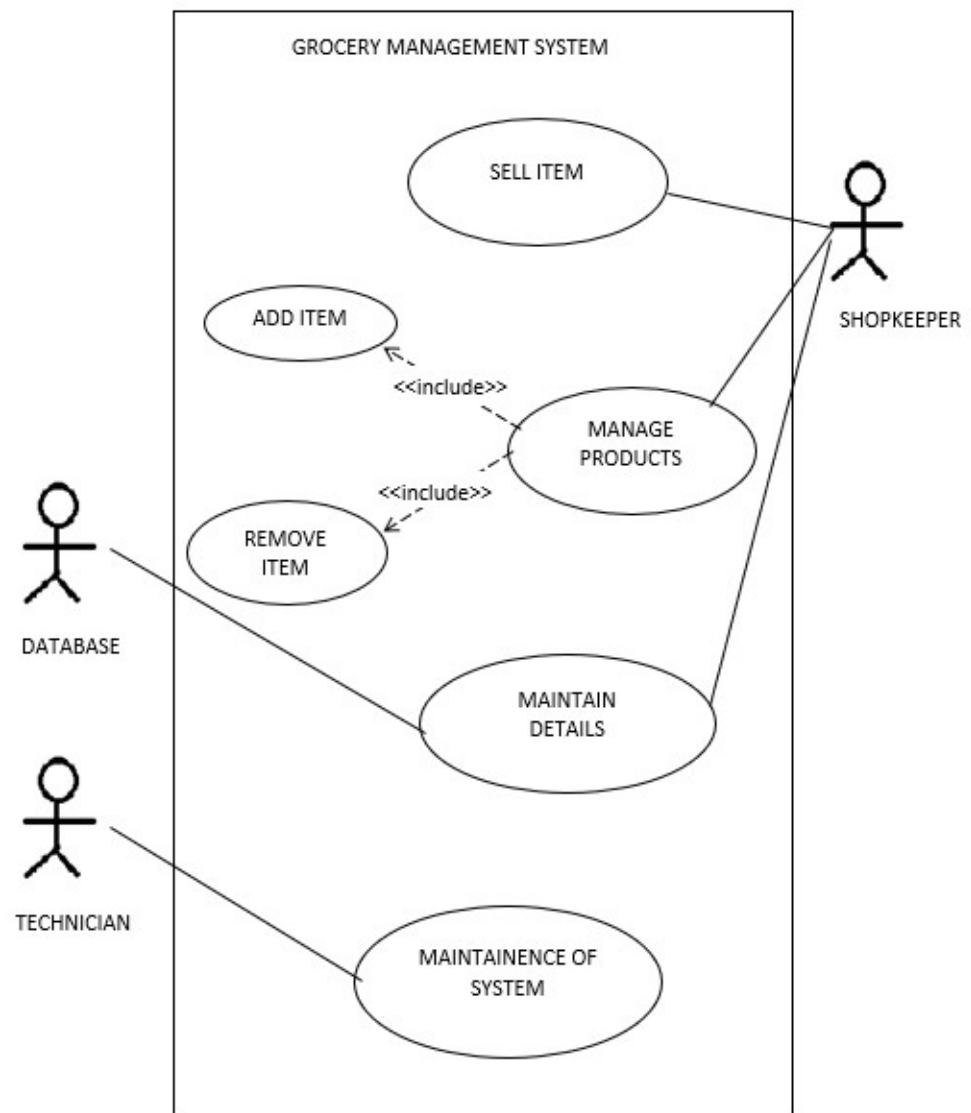 GROCERY MANAGEMENT SYSTEM
SELL ITEM
ADD ITEM
SHOPKEEPER
<<include>>
MANAGE
PRODUCTS
<<include>>
REMOVE
ITEM
DATABASE
MAINTAIN
DETAILS
TECHNICIAN
MAINTAINENCE OF
SYSTEM